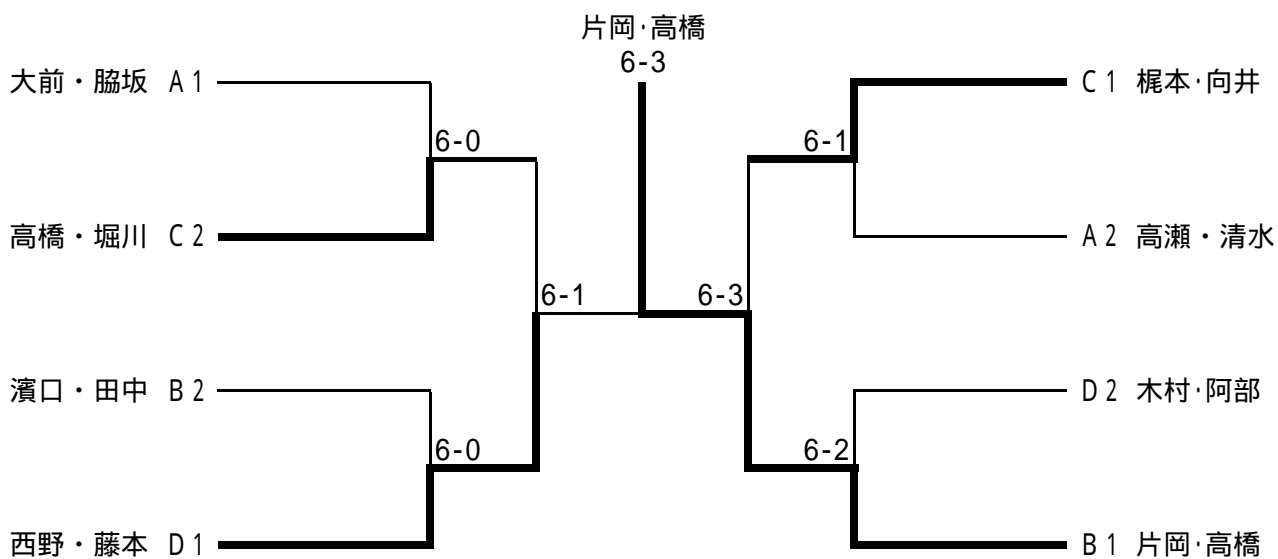 片岡·高橋
6-3
大前・脇坂 A1
C1 梶本·向井
6-0
6-1
高橋・堀川 C2
A2 高瀬・清水
6-1
6-3
濱口・田中 B2
D2 木村·阿部
6-0
6-2
西野・藤本 D1
B1 片岡·高橋